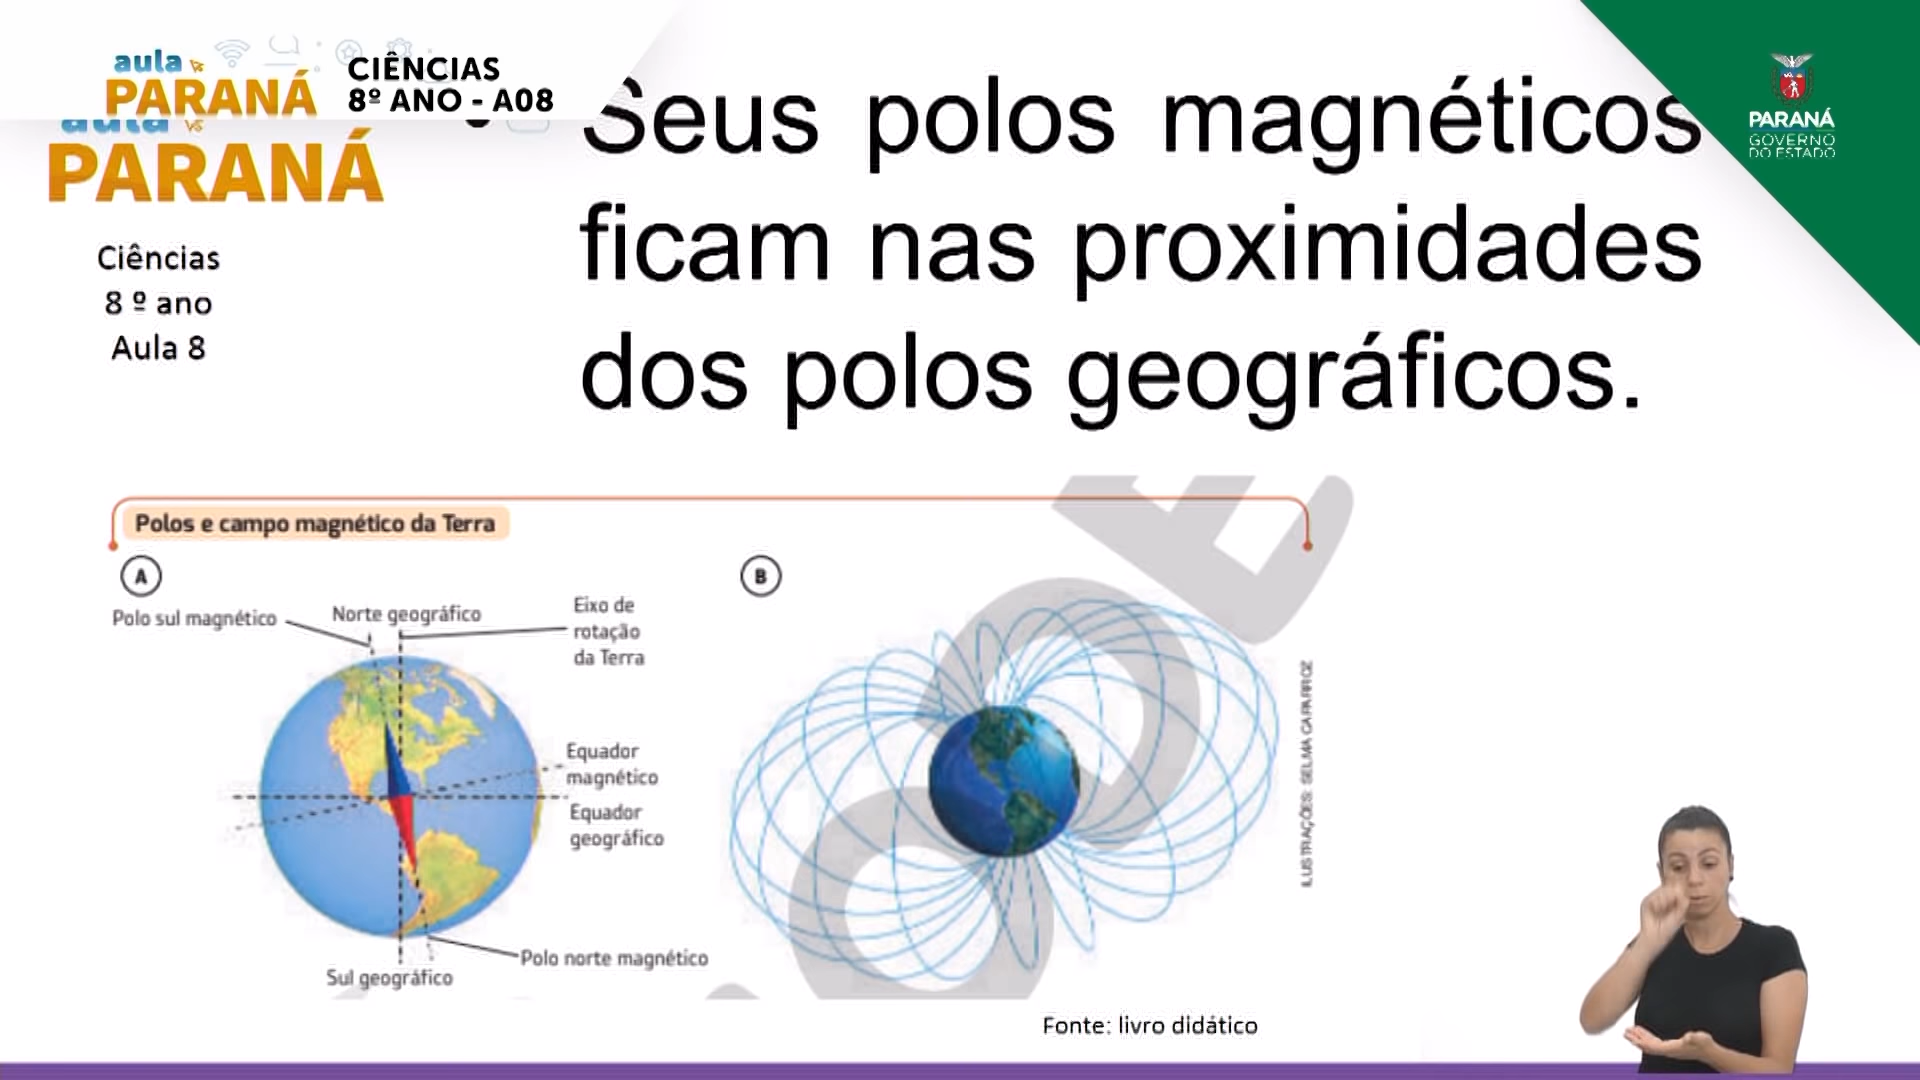 aula
PARANÁ
CIÊNCIAS
8º ANO - A08
aula
PARANÁ
Ciências
8 º ano
Aula 8
Seus polos magnéticos
ficam nas proximidades
dos polos geográficos.
PARANÁ
GOVERNO
DO ESTADO
Polos e campo magnético da Terra
A
Polo sul magnético
Norte geográfico
Eixo de
rotação
da Terra
Equador
magnético
Equador
geográfico
Polo norte magnético
Sul geográfico
B
ILUSTRAÇÕES: SELMA CAPARROZ
Fonte: livro didático